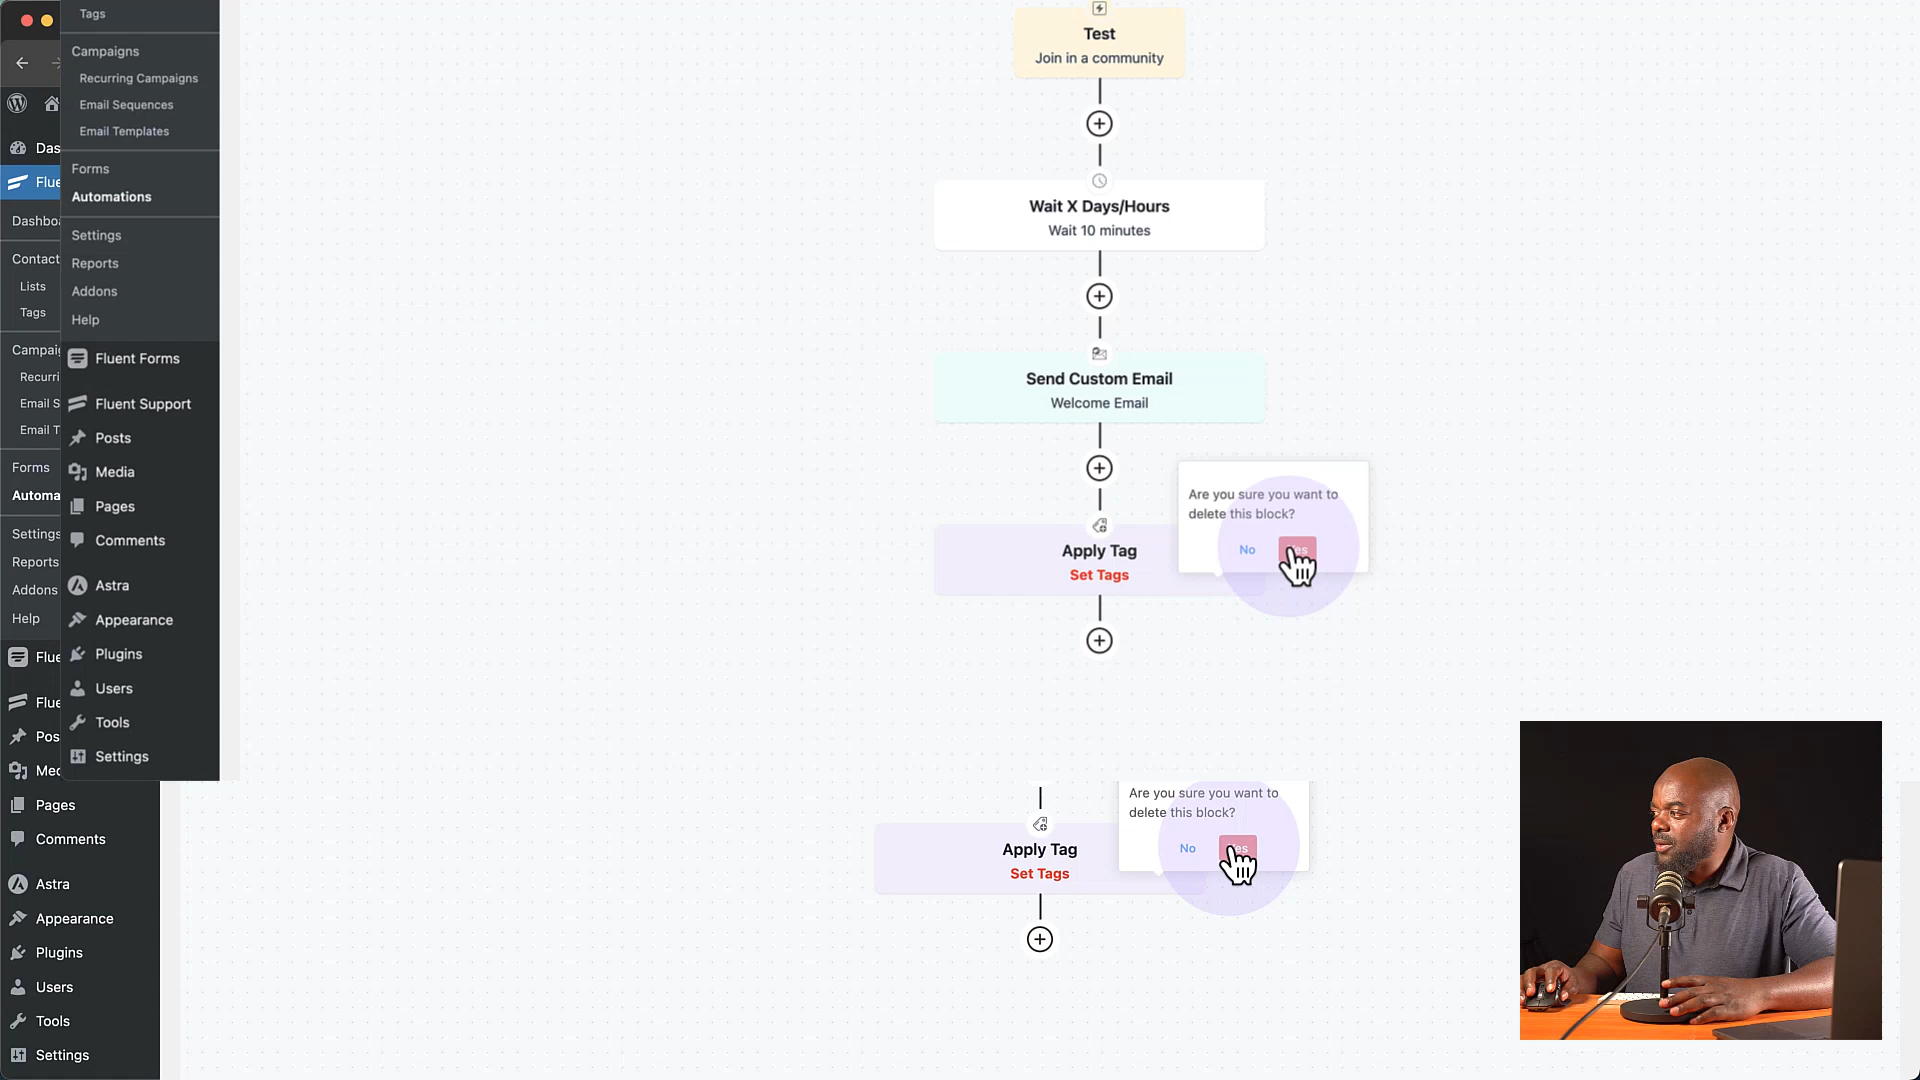 Tags
Campaigns
Recurring Campaigns
Email Sequences
Email Templates
Forms
Automations
Settings
Reports
Addons
Help
Fluent Forms
Fluent Support
Posts
Media
Pages
Comments
Astra
Appearance
Plugins
Users
Tools
Settings
Das
Flue
Dashbo
Contact
Lists
Tags
Campai
Recurri
Email S
Email T
Forms
Automa
Settings
Reports
Addons
Help
Flue
Flue
Pos
Med
Pages
Comments
Astra
Appearance
Plugins
Users
Tools
Settings
Test
Join in a community
Wait X Days/Hours
Wait 10 minutes
Send Custom Email
Welcome Email
Are you sure you want to
delete this block?
No
Yes
Apply Tag
Set Tags
Are you sure you want to
delete this block?
No
Yes
Apply Tag
Set Tags